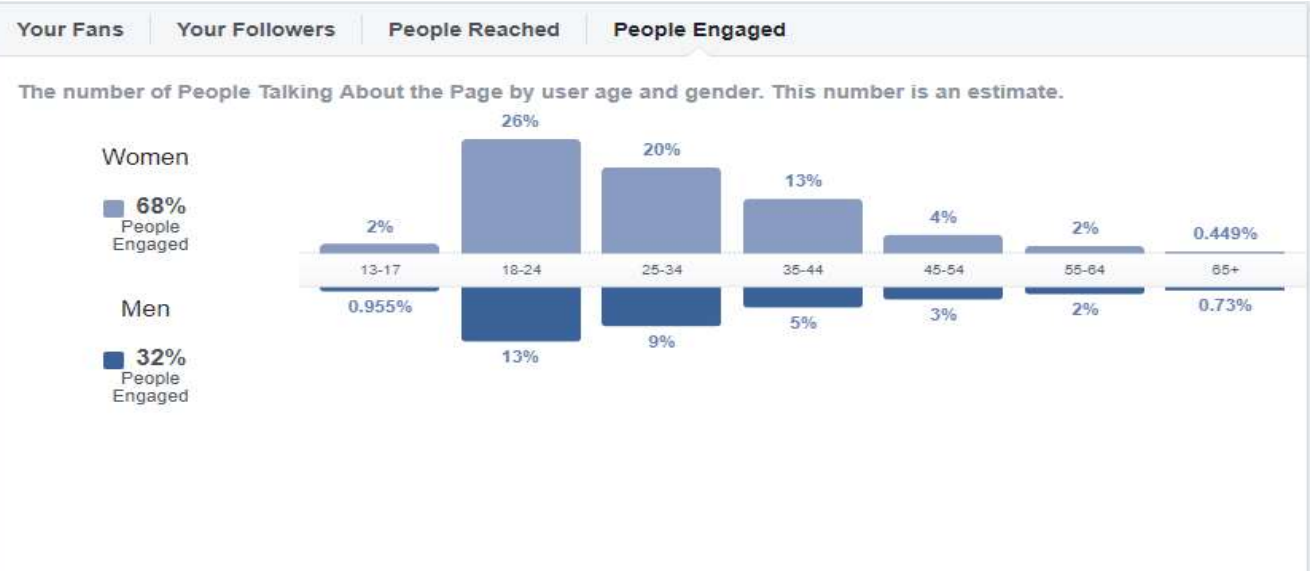 Your Fans Your Followers People Reached People Engaged
The number of People Talking About the Page by user age and gender. This number is an estimate.
Women
68%
People
Engaged
2% 26% 20% 13% 4% 2% 0.449%
13-17 18-24 25-34 35-44 45-54 55-64 65+
Men
32%
People
Engaged
0.955% 13% 9% 5% 3% 2% 0.73%